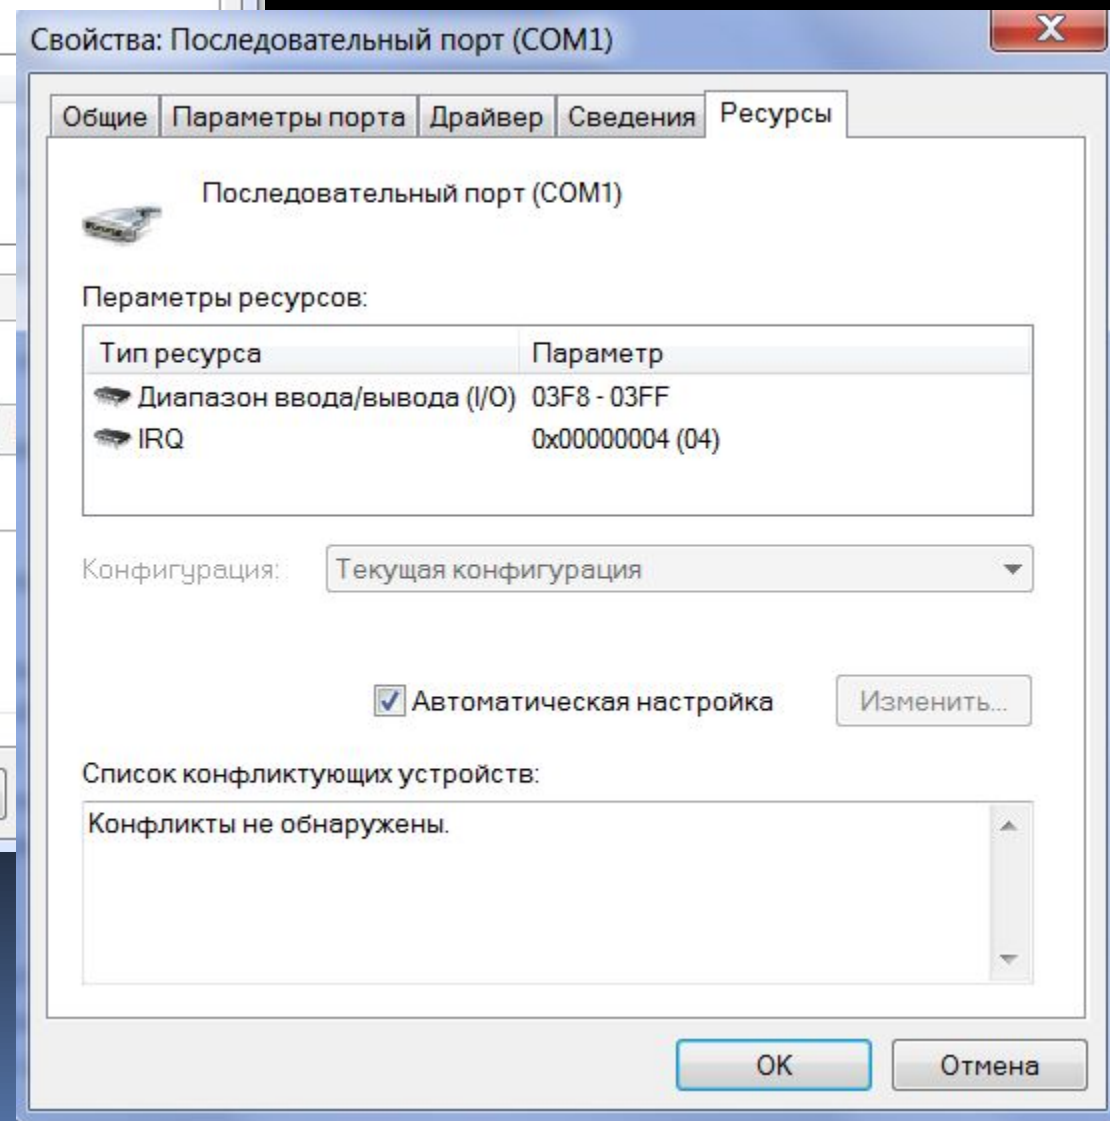 Свойства: Последовательный порт (COM1)
Общие Параметры порта Драйвер Сведения Ресурсы
Последовательный порт (COM1)
Пераметры ресурсов:
Тип ресурса Параметр
Диапазон ввода/вывода (I/O) 03F8 - 03FF
IRQ 0x00000004 (04)
Конфигурация: Текущая конфигурация
Автоматическая настройка Изменить...
Список конфликтующих устройств:
Конфликты не обнаружены.
OK Отмена